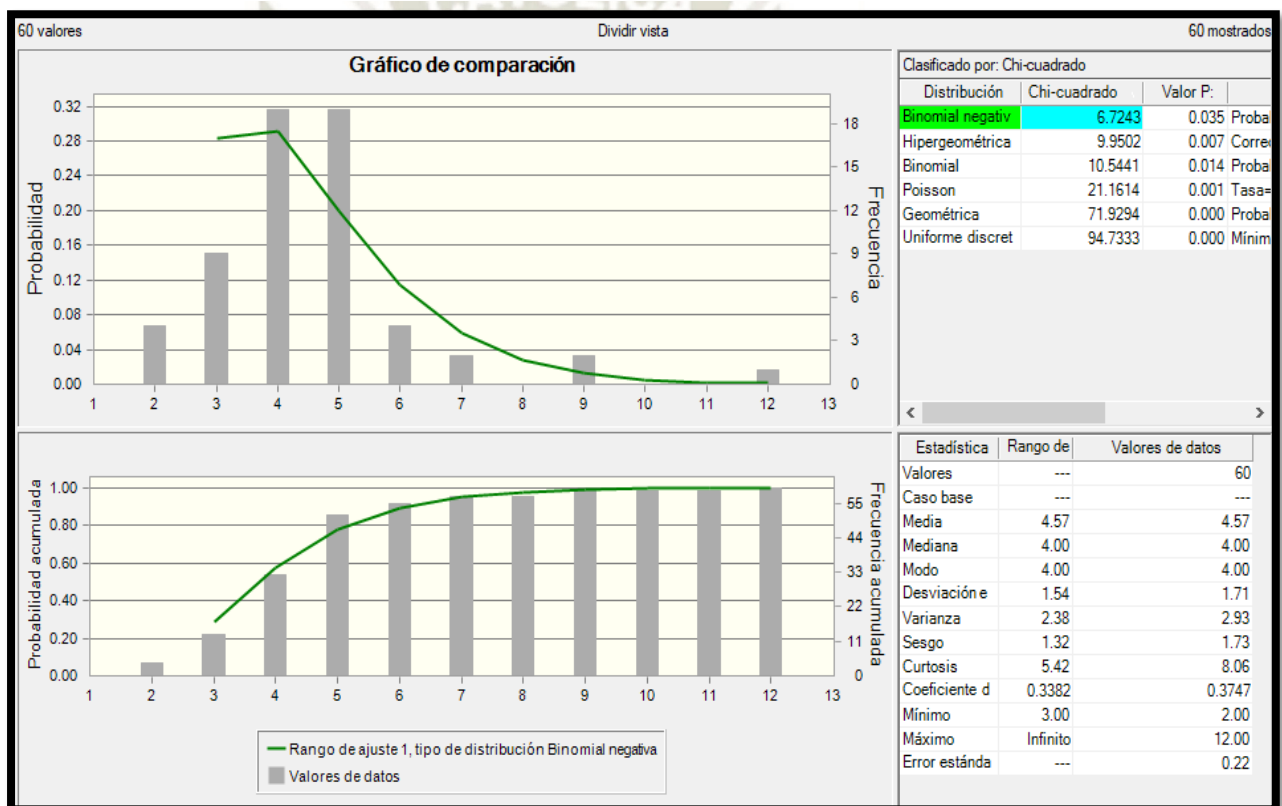 60 valores Dividir vista 60 mostrados
Gráfico de comparación
Probabilidad
0.32
0.28
0.24
0.20
0.16
0.12
0.08
0.04
0.00
18
15
12
9
6
3
0
Frecuencia
1 2 3 4 5 6 7 8 9 10 11 12 13
Clasificado por: Chi-cuadrado
Distribución Chi-cuadrado Valor P:
Binomial negativ 6.7243 0.035 Probal
Hipergeométrica 9.9502 0.007 Correc
Binomial 10.5441 0.014 Probal
Poisson 21.1614 0.001 Tasa=
Geométrica 71.9294 0.000 Probal
Uniforme discret 94.7333 0.000 Mínim
Probabilidad acumulada
1.00
0.80
0.60
0.40
0.20
0.00
55
44
33
22
11
0
Frecuencia acumulada
1 2 3 4 5 6 7 8 9 10 11 12 13
Rango de ajuste 1, tipo de distribución Binomial negativa
Valores de datos
Estadística Rango de Valores de datos
Valores --- 60
Caso base --- ---
Media 4.57 4.57
Mediana 4.00 4.00
Modo 4.00 4.00
Desviación e 1.54 1.71
Varianza 2.38 2.93
Sesgo 1.32 1.73
Curtosis 5.42 8.06
Coeficiente d 0.3382 0.3747
Mínimo 3.00 2.00
Máximo Infinito 12.00
Error estánda --- 0.22